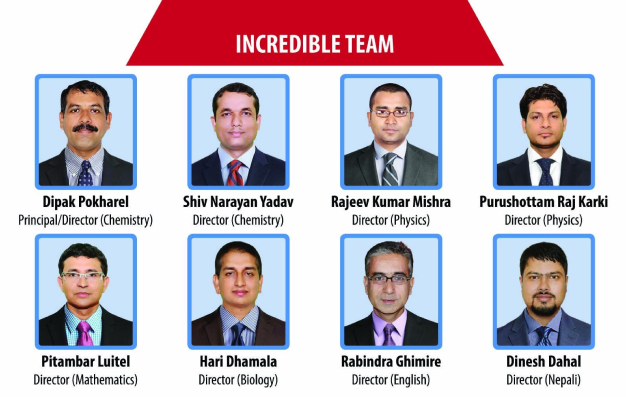 INCREDIBLE TEAM
Dipak Pokharel
Principal/Director (Chemistry)
Shiv Narayan Yadav
Director (Chemistry)
Rajeev Kumar Mishra
Director (Physics)
Purushottam Raj Karki
Director (Physics)
Pitambar Luitel
Director (Mathematics)
Hari Dhamala
Director (Biology)
Rabindra Ghimire
Director (English)
Dinesh Dahal
Director (Nepali)